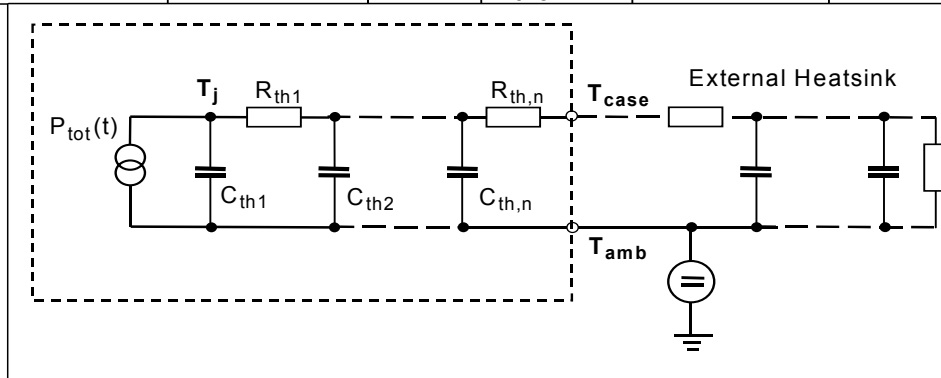 External Heatsink
T_j R_th1 R_th,n T_case
P_tot(t)
C_th1 C_th2 C_th,n
T_amb